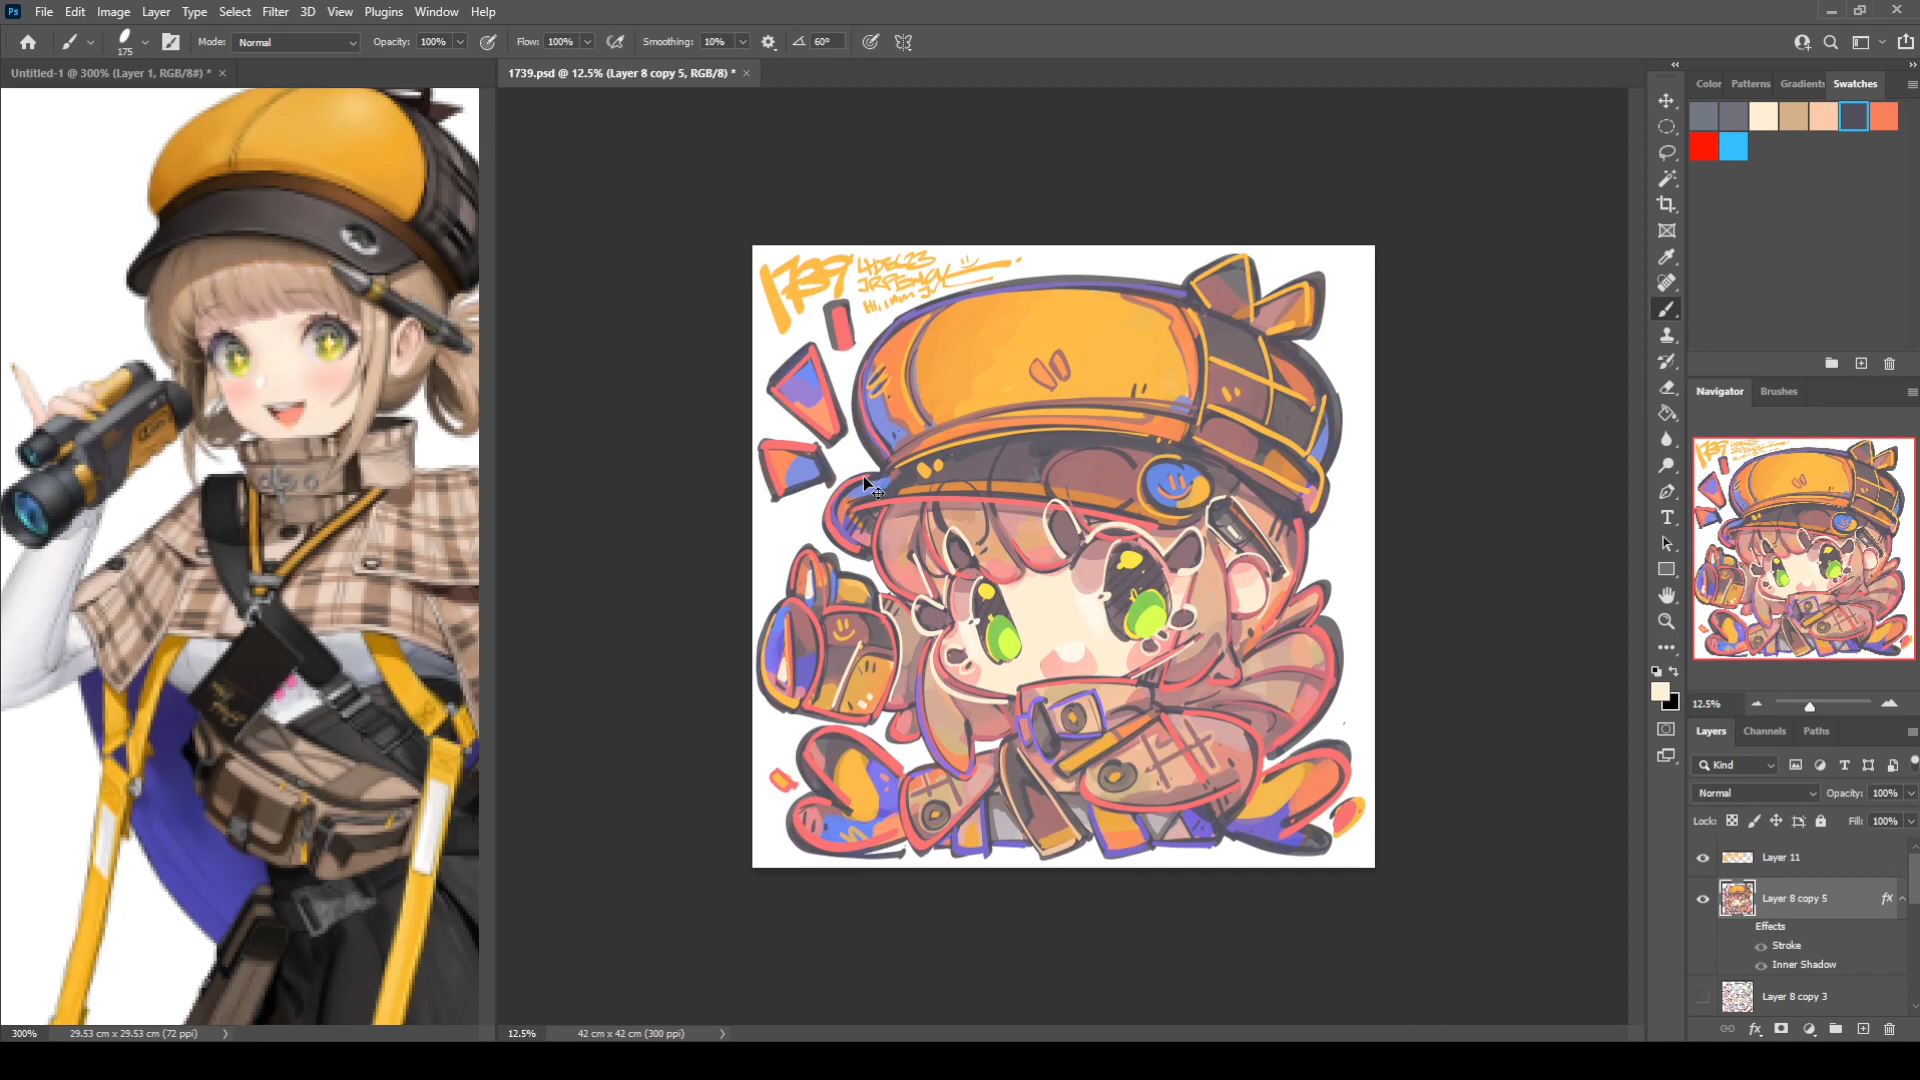 Ps File Edit Image Layer Type Select Filter 3D View Plugins Window Help
175 Mode: Normal Opacity: 100% Flow: 100% Smoothing: 10% 60°
Untitled-1 @ 300% (Layer 1, RGB/8#) * ×
1739.psd @ 12.5% (Layer 8 copy 5, RGB/8) * ×
Color Patterns Gradients Swatches
1739
4DEC23
Navigator Brushes
12.5%
Layers Channels Paths
Kind
Normal Opacity: 100%
Lock: Fill: 100%
Layer 11
Layer 8 copy 5 fx
Effects
Stroke
Inner Shadow
Layer 8 copy 3
300% 29.53 cm x 29.53 cm (72 ppi)
12.5% 42 cm x 42 cm (300 ppi)
fx